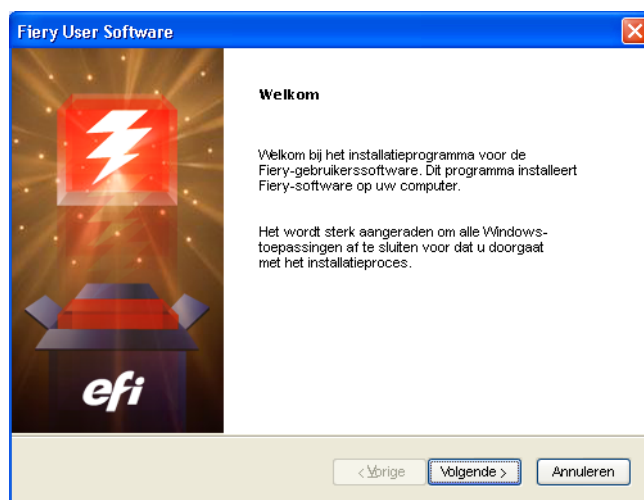 Fiery User Software
Welkom
Welkom bij het installatieprogramma voor de
Fiery-gebruikerssoftware. Dit programma installeert
Fiery-software op uw computer.
Het wordt sterk aangeraden om alle Windows-
toepassingen af te sluiten voor dat u doorgaat
met het installatieproces.
efi
< Vorige Volgende > Annuleren